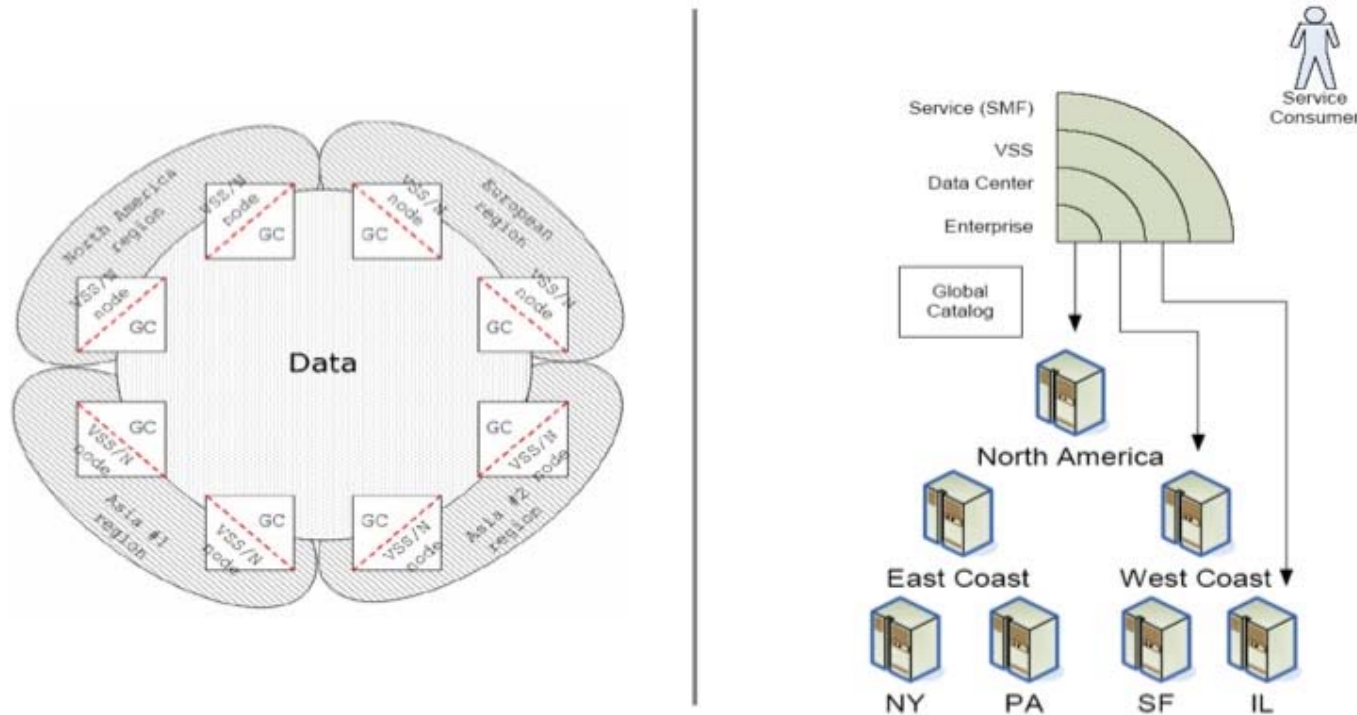 North America
region
VSS/N
node
GC
VSS/N
node
GC
European
region
VSS/N
node
GC
VSS/N
node
GC
Data
GC
VSS/N
node
Asia #1
region
GC
VSS/N
node
GC
VSS/N
node
Asia #2
region
GC
VSS/N
node
Service
Consumer
Service (SMF)
VSS
Data Center
Enterprise
Global
Catalog
North America
East Coast
West Coast
NY
PA
SF
IL